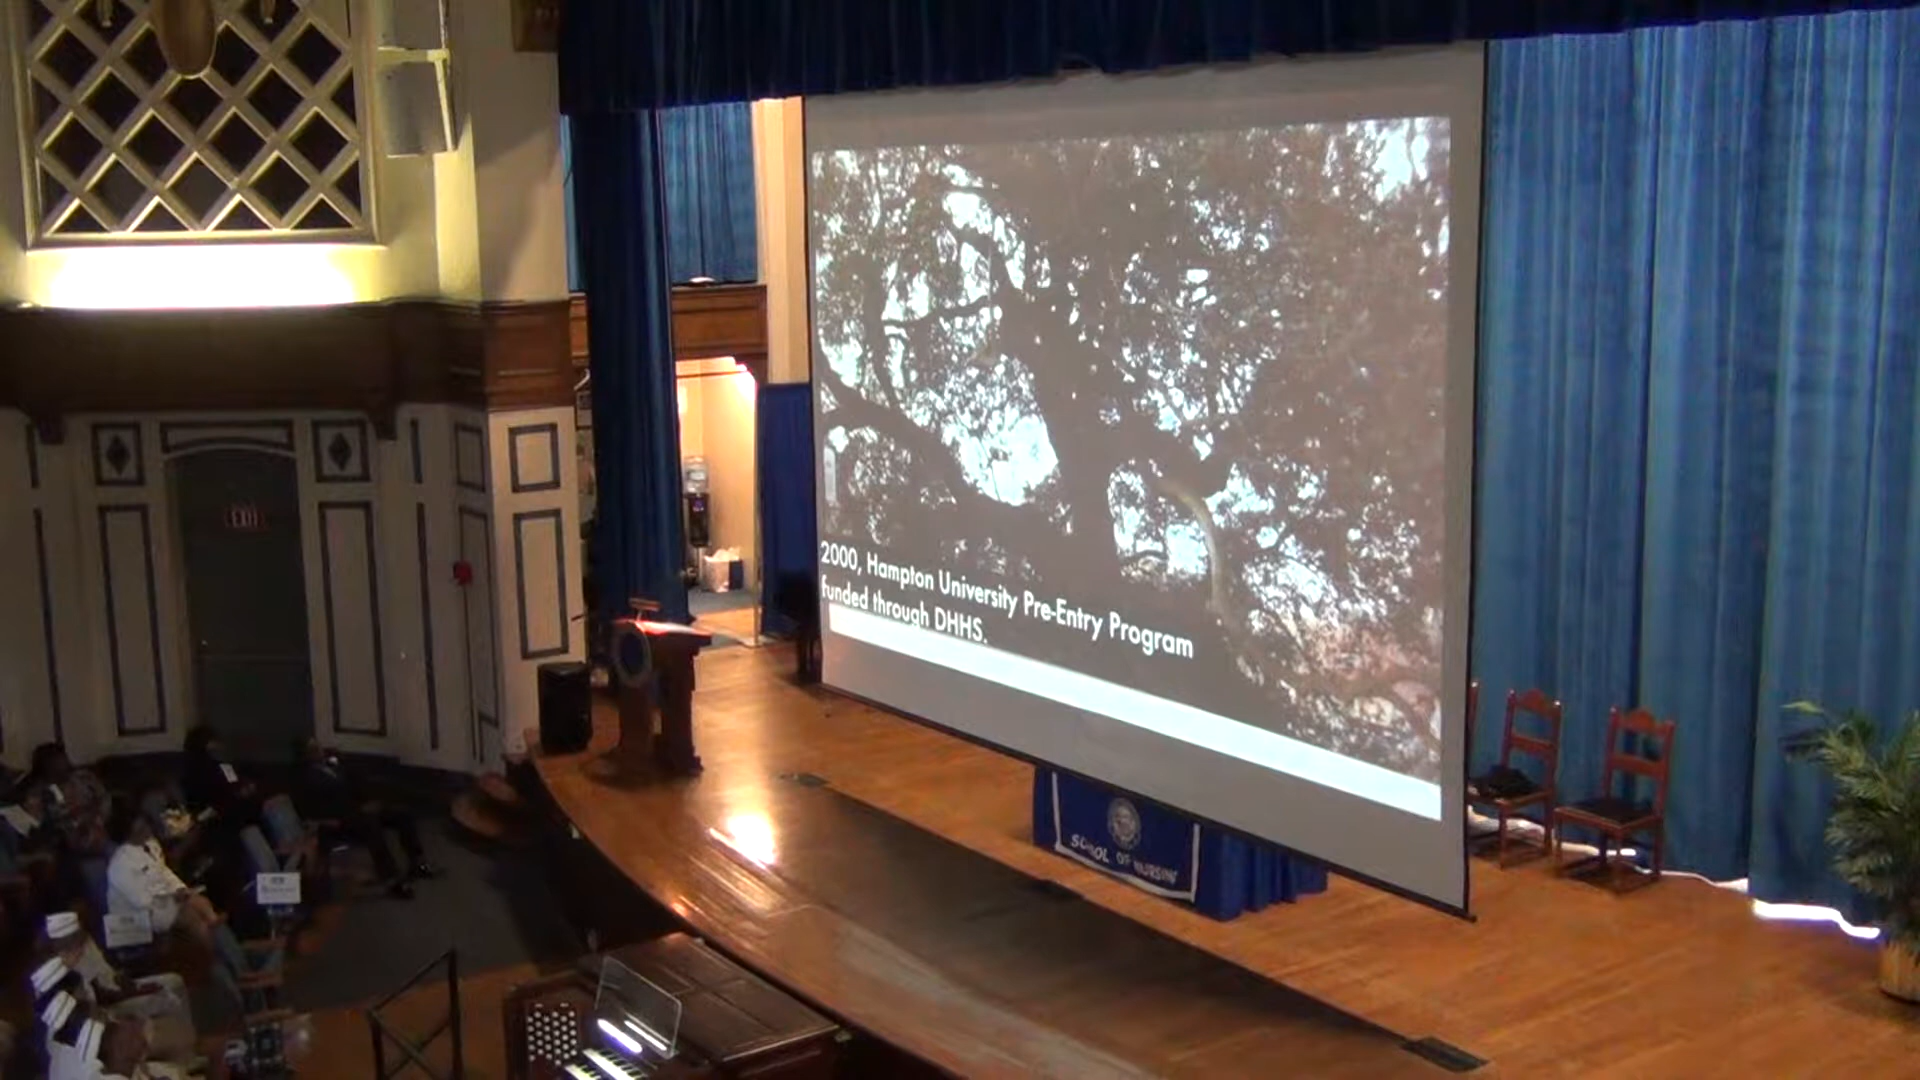 EXIT
2000, Hampton University Pre-Entry Program
funded through DHHS.
SCHOOL OF NURSING